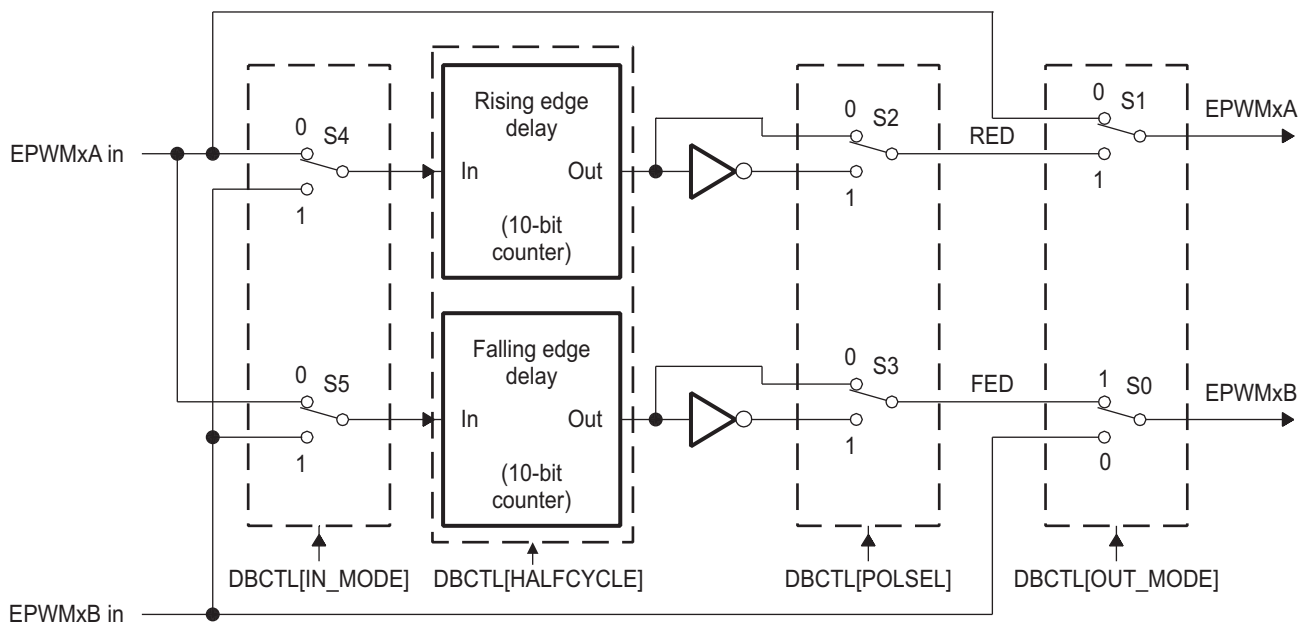 0
S1
EPWMxA
0
S2
RED
1
Rising edge
delay
In
Out
(10-bit
counter)
1
0
S4
EPWMxA in
1
0
S3
FED
1
S0
EPWMxB
0
Falling edge
delay
In
Out
(10-bit
counter)
1
0
S5
1
DBCTL[IN_MODE]
DBCTL[HALFCYCLE]
DBCTL[POLSEL]
DBCTL[OUT_MODE]
EPWMxB in